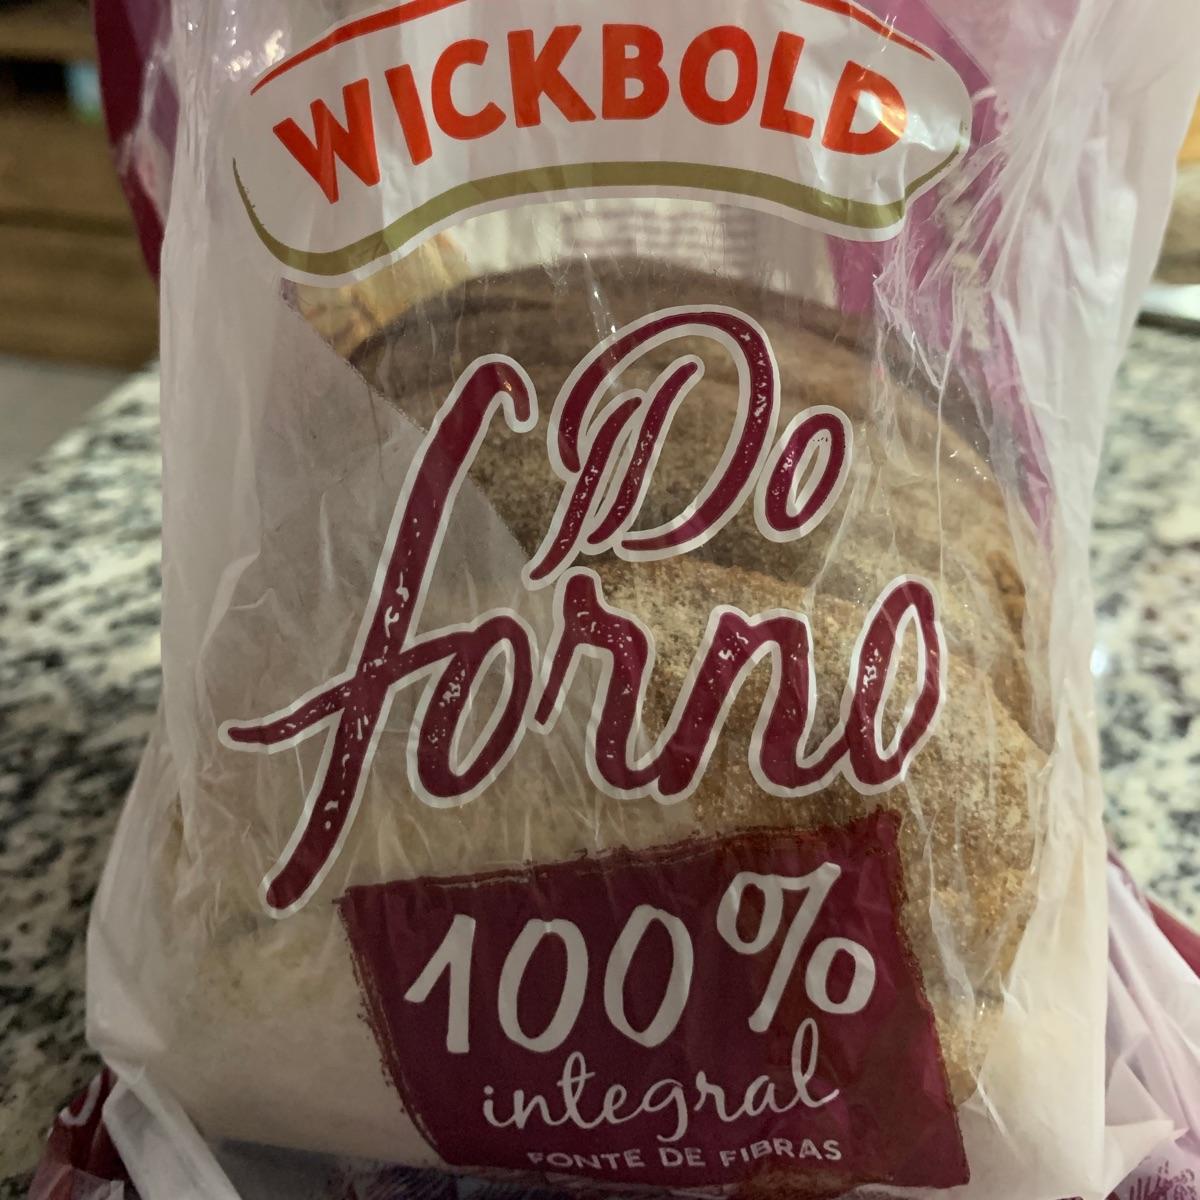 WICKBOLD
Do
forno
100%
integral
FONTE DE FIBRAS